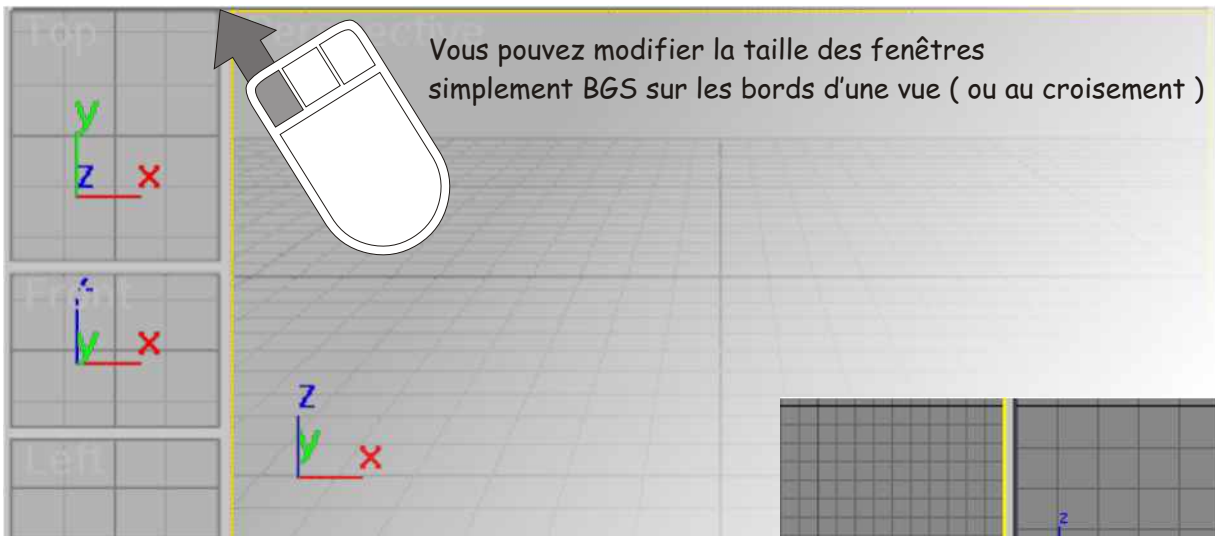 Top
Perspective
Vous pouvez modifier la taille des fenêtres
simplement BGS sur les bords d'une vue ( ou au croisement )
y
z x
Front
y x
z
y x
Left
z